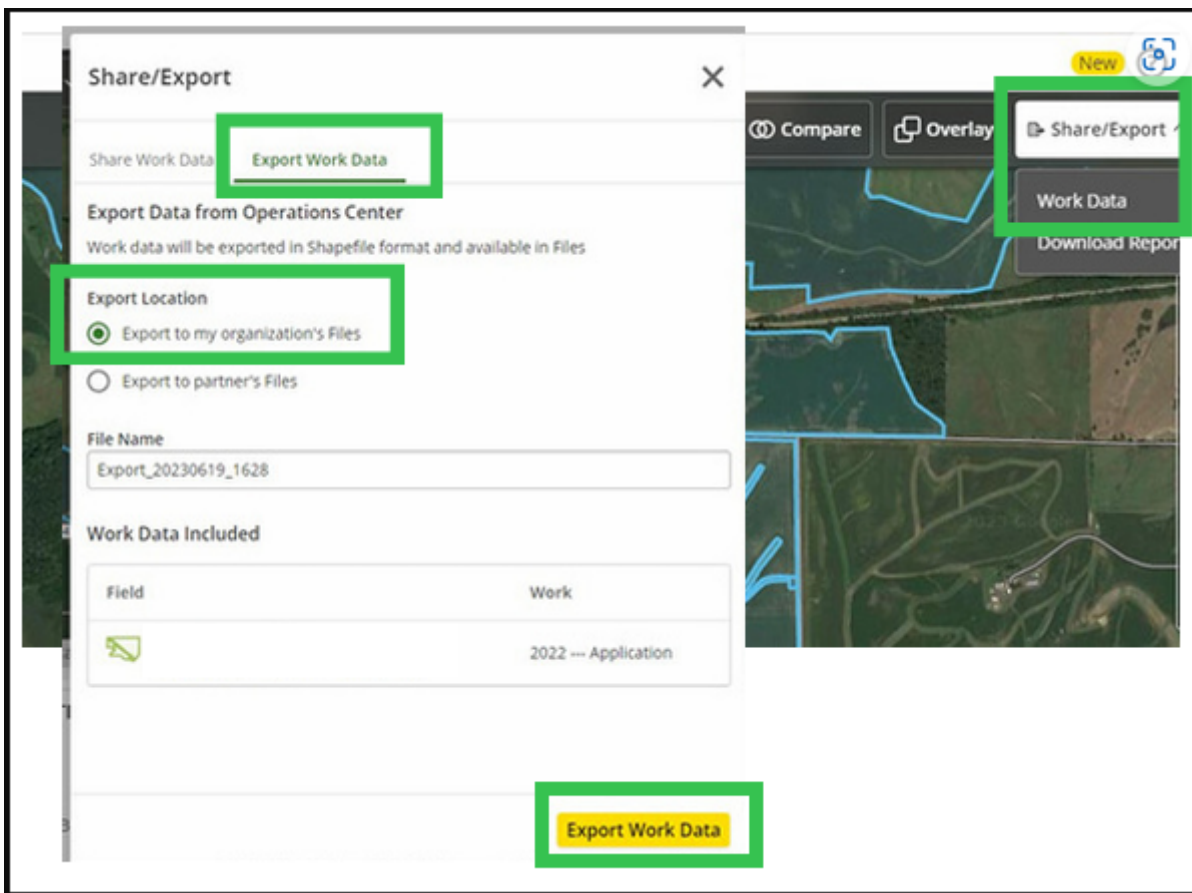 Share/Export
Share Work Data
Export Work Data
Export Data from Operations Center
Work data will be exported in Shapefile format and available in Files
Export Location
Export to my organization's Files
Export to partner's Files
File Name
Export_20230619_1628
Work Data Included
Field Work
2022 --- Application
Export Work Data
New
Compare
Overlay
Share/Export
Work Data
Download Repor